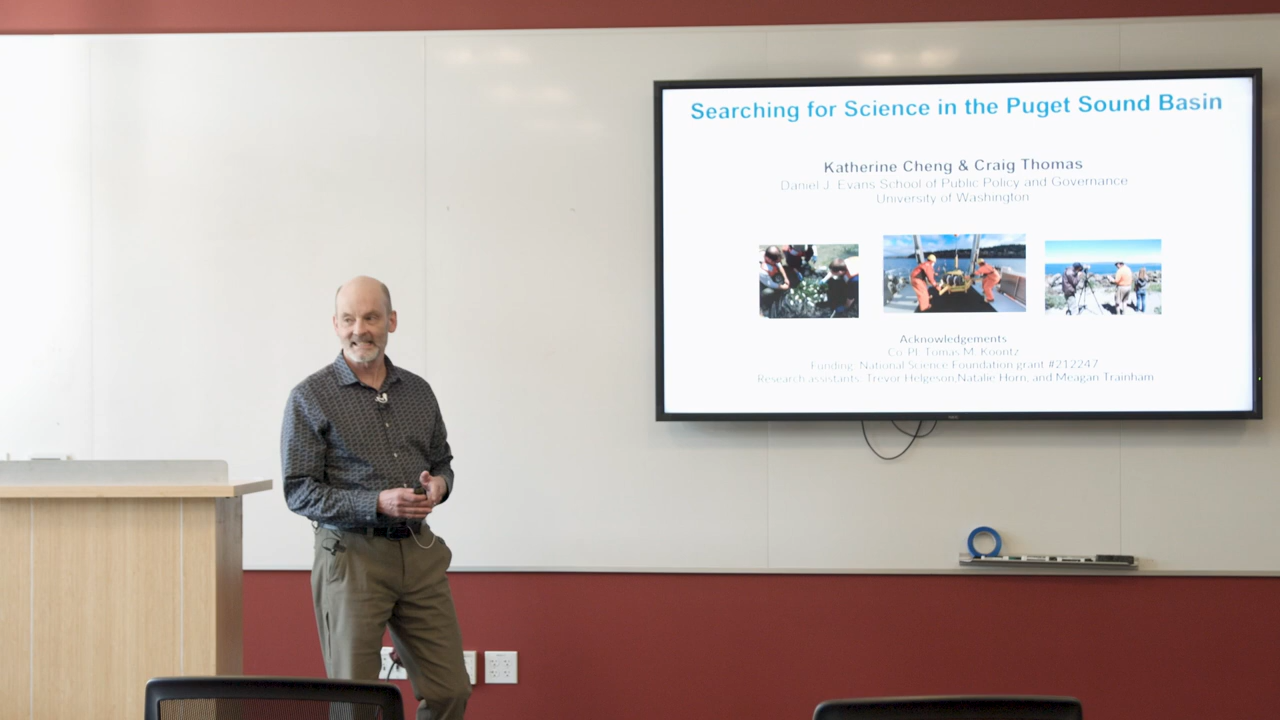 Searching for Science in the Puget Sound Basin
Katherine Cheng & Craig Thomas
Daniel J. Evans School of Public Policy and Governance
University of Washington
Acknowledgements
Co-PI: Tomas M. Koontz
Funding: National Science Foundation grant #212247
Research assistants: Trevor Helgeson,Natalie Horn, and Meagan Trainham